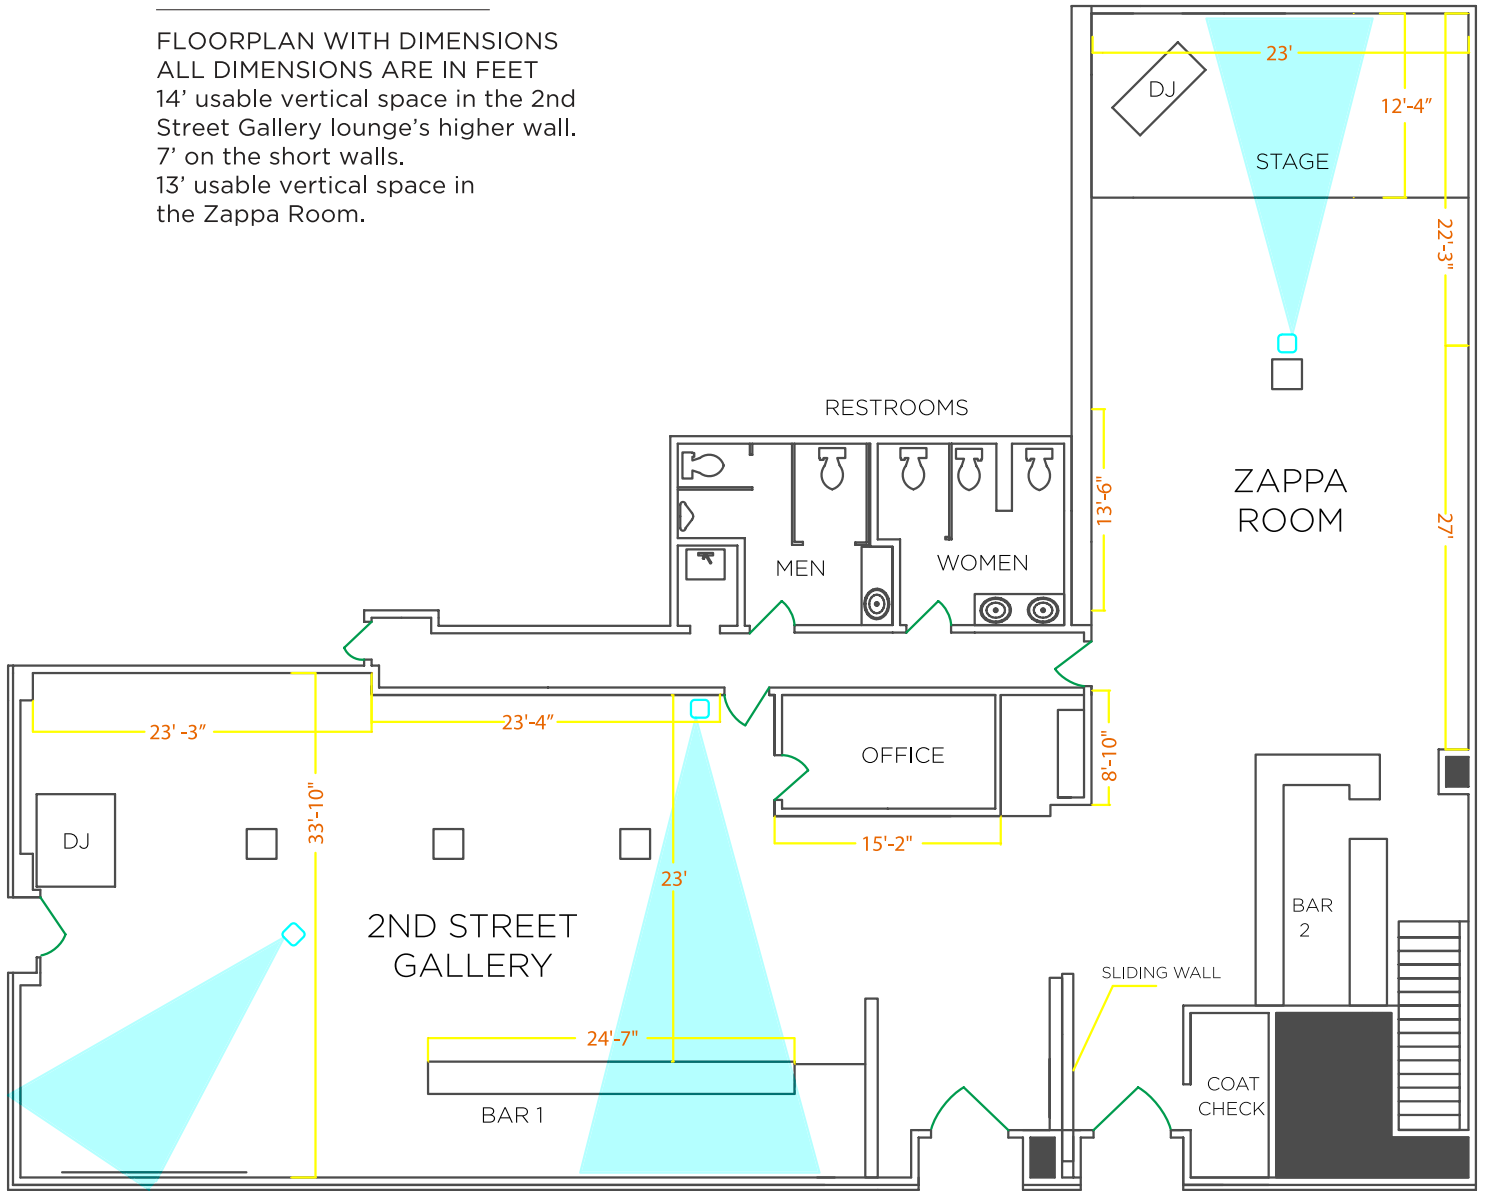 FLOORPLAN WITH DIMENSIONS
ALL DIMENSIONS ARE IN FEET
14’ usable vertical space in the 2nd
Street Gallery lounge’s higher wall.
7’ on the short walls.
13’ usable vertical space in
the Zappa Room.
23'
DJ
12'-4”
STAGE
22'-3"
RESTROOMS
ZAPPA
ROOM
13'-6"
27'
MEN
WOMEN
23' -3”
23'-4”
OFFICE
8'-10"
33'-10"
DJ
15'-2”
23'
2ND STREET
GALLERY
BAR
2
SLIDING WALL
24'-7"
BAR 1
COAT
CHECK